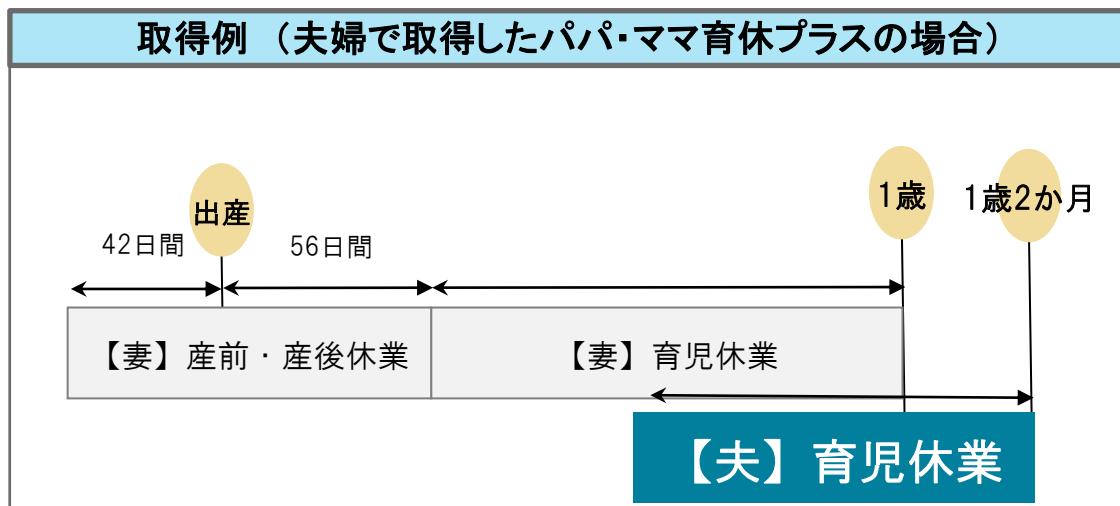 取得例 （夫婦で取得したパパ・ママ育休プラスの場合）
出産
1歳
1歳2か月
42日間
56日間
【妻】産前・産後休業
【妻】育児休業
【夫】育児休業